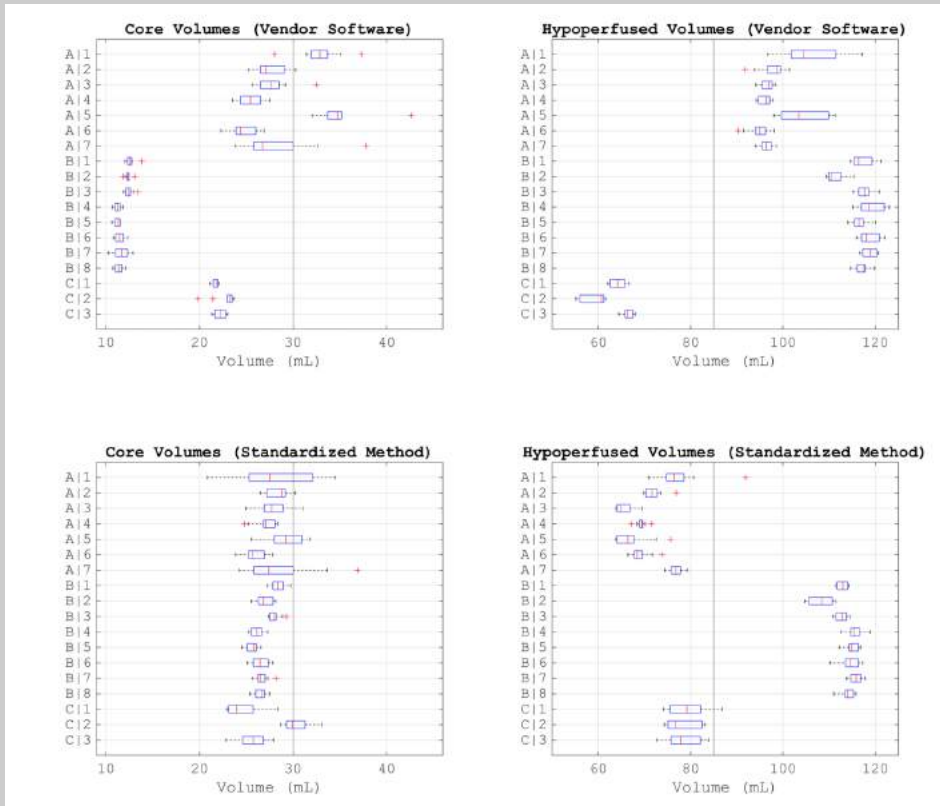 Core Volumes (Vendor Software)
A|1
A|2
A|3
A|4
A|5
A|6
A|7
B|1
B|2
B|3
B|4
B|5
B|6
B|7
B|8
C|1
C|2
C|3
10 20 30 40
Volume (mL)
Hypoperfused Volumes (Vendor Software)
A|1
A|2
A|3
A|4
A|5
A|6
A|7
B|1
B|2
B|3
B|4
B|5
B|6
B|7
B|8
C|1
C|2
C|3
60 80 100 120
Volume (mL)
Core Volumes (Standardized Method)
A|1
A|2
A|3
A|4
A|5
A|6
A|7
B|1
B|2
B|3
B|4
B|5
B|6
B|7
B|8
C|1
C|2
C|3
10 20 30 40
Volume (mL)
Hypoperfused Volumes (Standardized Method)
A|1
A|2
A|3
A|4
A|5
A|6
A|7
B|1
B|2
B|3
B|4
B|5
B|6
B|7
B|8
C|1
C|2
C|3
60 80 100 120
Volume (mL)